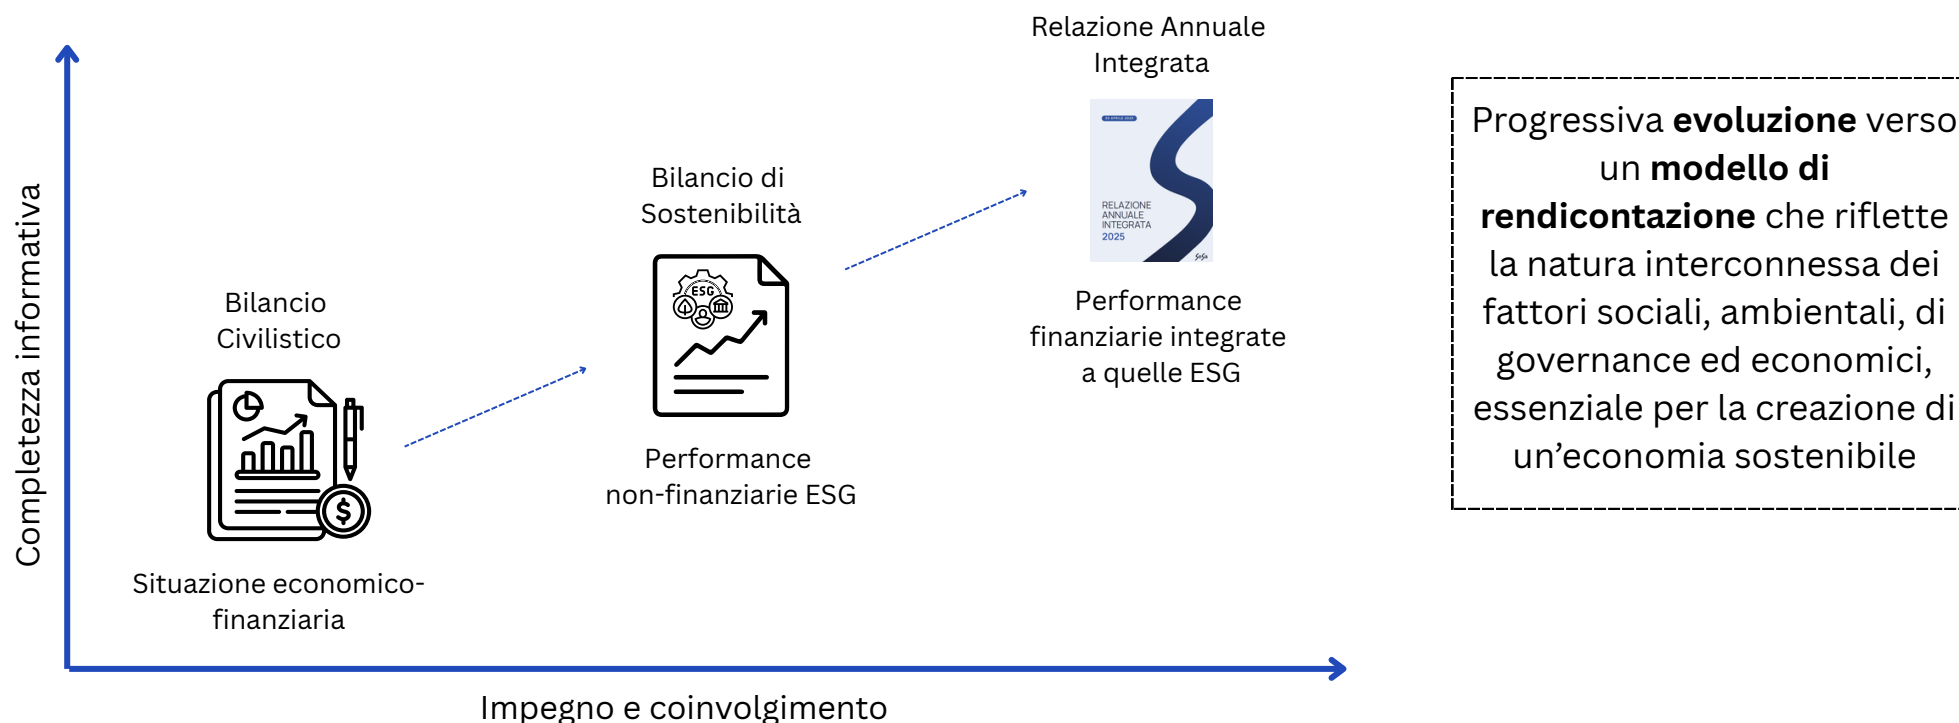 Completezza informativa
Bilancio
Civilistico
Situazione economico-
finanziaria
Bilancio di
Sostenibilità
ESG
Performance
non-finanziarie ESG
Relazione Annuale
Integrata
RELAZIONE
ANNUALE
INTEGRATA
2025
Performance
finanziarie integrate
a quelle ESG
Impegno e coinvolgimento
Progressiva evoluzione verso
un modello di
rendicontazione che riflette
la natura interconnessa dei
fattori sociali, ambientali, di
governance ed economici,
essenziale per la creazione di
un’economia sostenibile